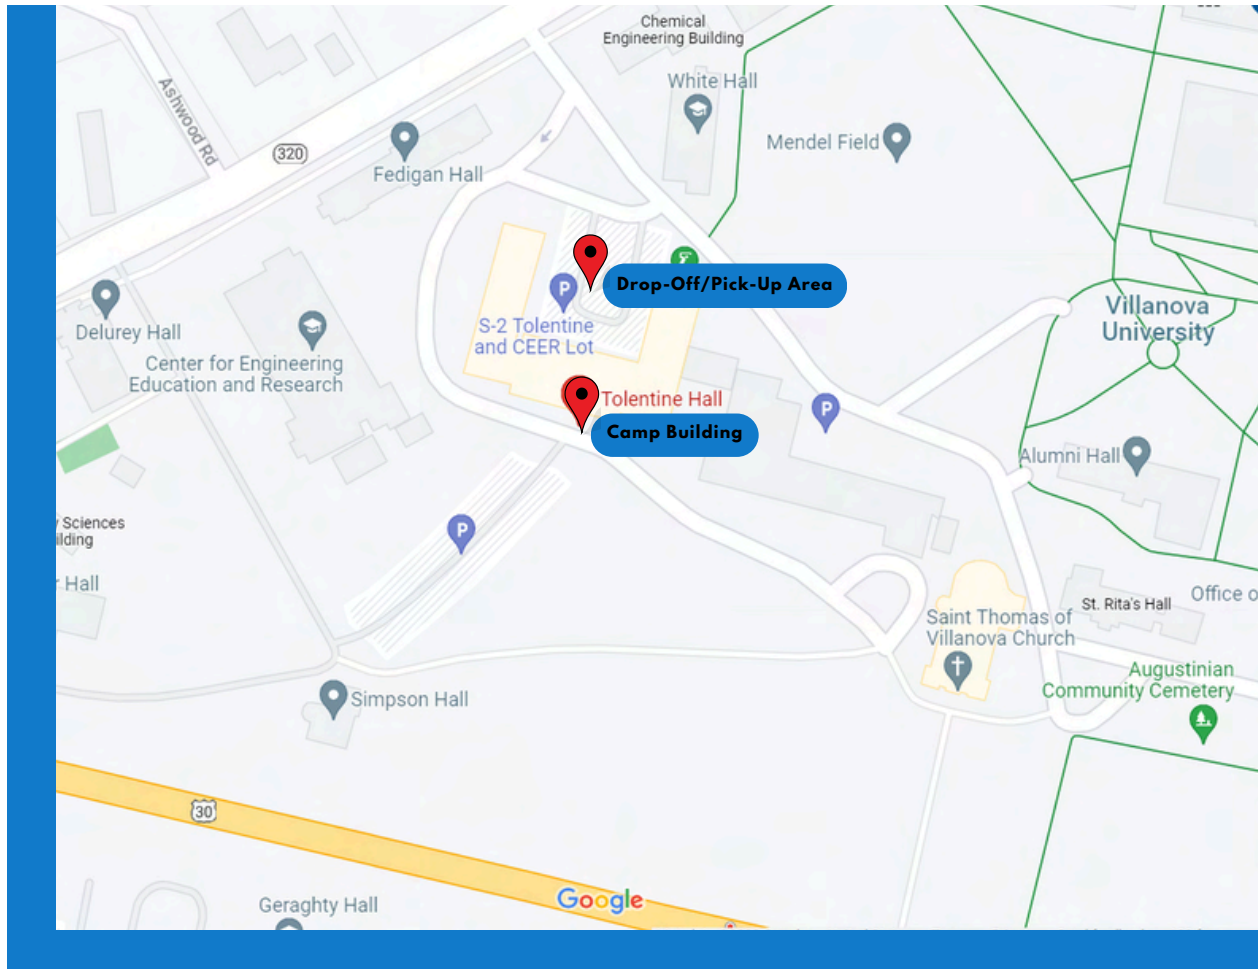 Chemical
Engineering Building
White Hall
Ashwood Rd
Mendel Field
320
Fedigan Hall
Drop-Off/Pick-Up Area
P
S-2 Tolentine
and CEER Lot
Delurey Hall
Center for Engineering
Education and Research
Villanova
University
Tolentine Hall
Camp Building
P
Alumni Hall
Sciences
ilding
P
Hall
Office o
St. Rita's Hall
Saint Thomas of
Villanova Church
Augustinian
Community Cemetery
Simpson Hall
30
Geraghty Hall
Google